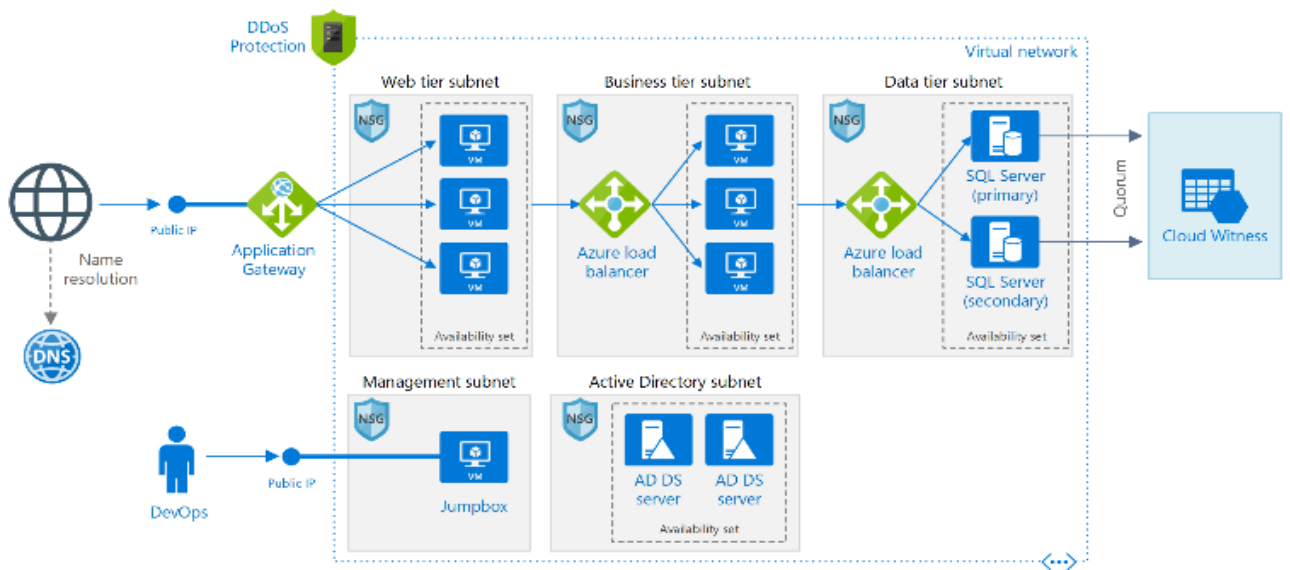 DDoS
Protection
Virtual network
Web tier subnet
Business tier subnet
Data tier subnet
NSG
NSG
NSG
VM
VM
VM
VM
VM
VM
SQL Server
(primary)
SQL Server
(secondary)
Quorum
Cloud Witness
Public IP
Application
Gateway
Azure load
balancer
Azure load
balancer
Name
resolution
Availability set
Availability set
Availability set
DNS
Management subnet
Active Directory subnet
NSG
NSG
VM
Jumpbox
AD DS
server
AD DS
server
Availability set
Public IP
DevOps